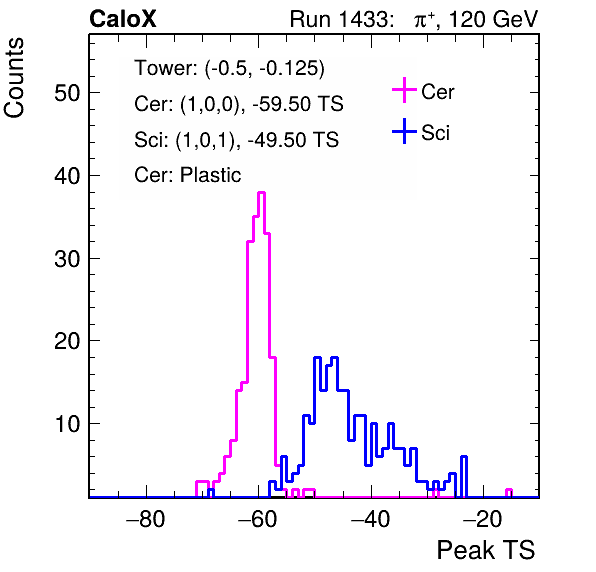 CaloX Run 1433: π⁺, 120 GeV
Counts
Tower: (-0.5, -0.125)
Cer: (1,0,0), -59.50 TS
Sci: (1,0,1), -49.50 TS
Cer: Plastic
Cer
Sci
50
40
30
20
10
−80 −60 −40 −20
Peak TS